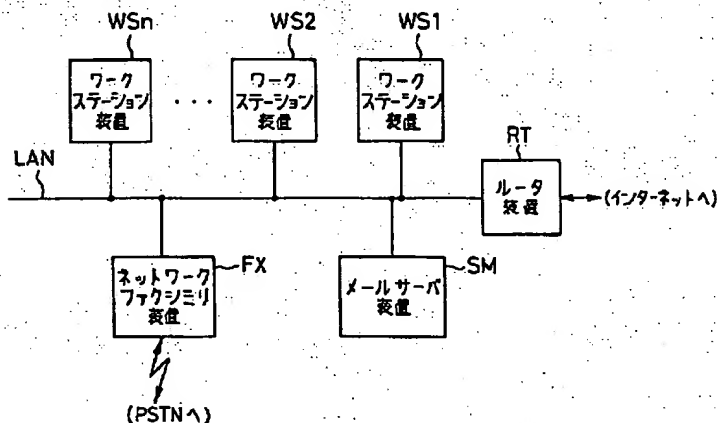 WSn
WS2
WS1
ワーク
ステーション
装置
・・・
ワーク
ステーション
装置
ワーク
ステーション
装置
LAN
RT
ルータ
装置
(インターネットへ)
ネットワーク
ファクシミリ
装置
FX
メールサーバ
装置
SM
(PSTNへ)